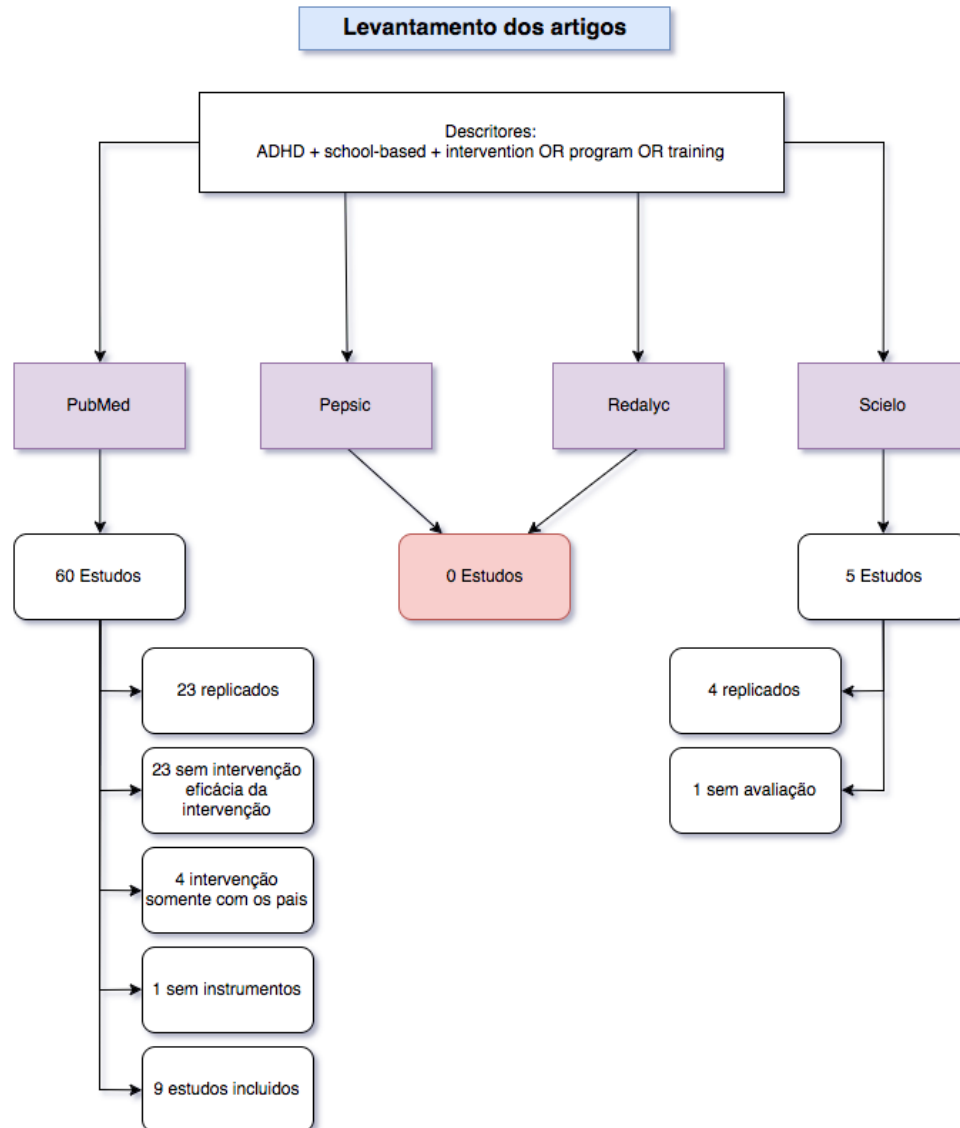 Levantamento dos artigos
Descritores:
ADHD + school-based + intervention OR program OR training
PubMed
Pepsic
Redalyc
Scielo
60 Estudos
0 Estudos
5 Estudos
23 replicados
23 sem intervenção
eficácia da
intervenção
4 intervenção
somente com os pais
1 sem instrumentos
9 estudos incluidos
4 replicados
1 sem avaliação